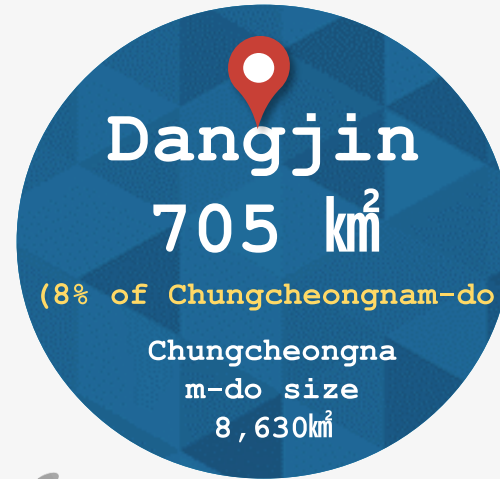 Dangjin
705 ㎢
(8% of Chungcheongnam-do
Chungcheongna
m-do size
8,630㎢